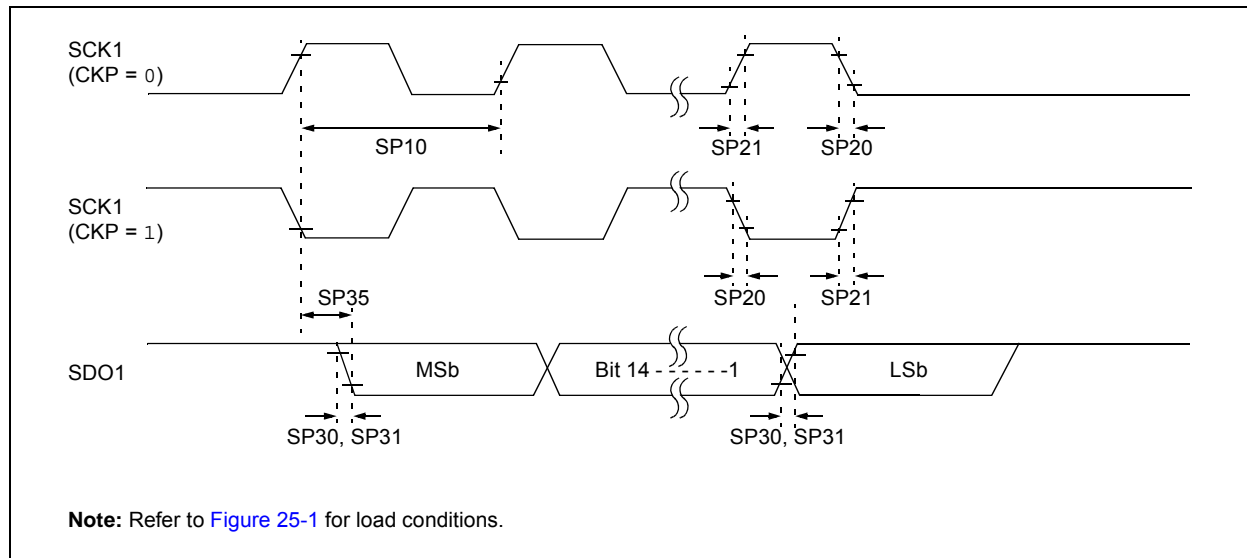 SCK1
(CKP = 0)
SP10
SP21
SP20
SCK1
(CKP = 1)
SP20
SP21
SP35
SDO1
MSb
Bit 14 - - - - - -1
LSb
SP30, SP31
SP30, SP31
Note: Refer to Figure 25-1 for load conditions.